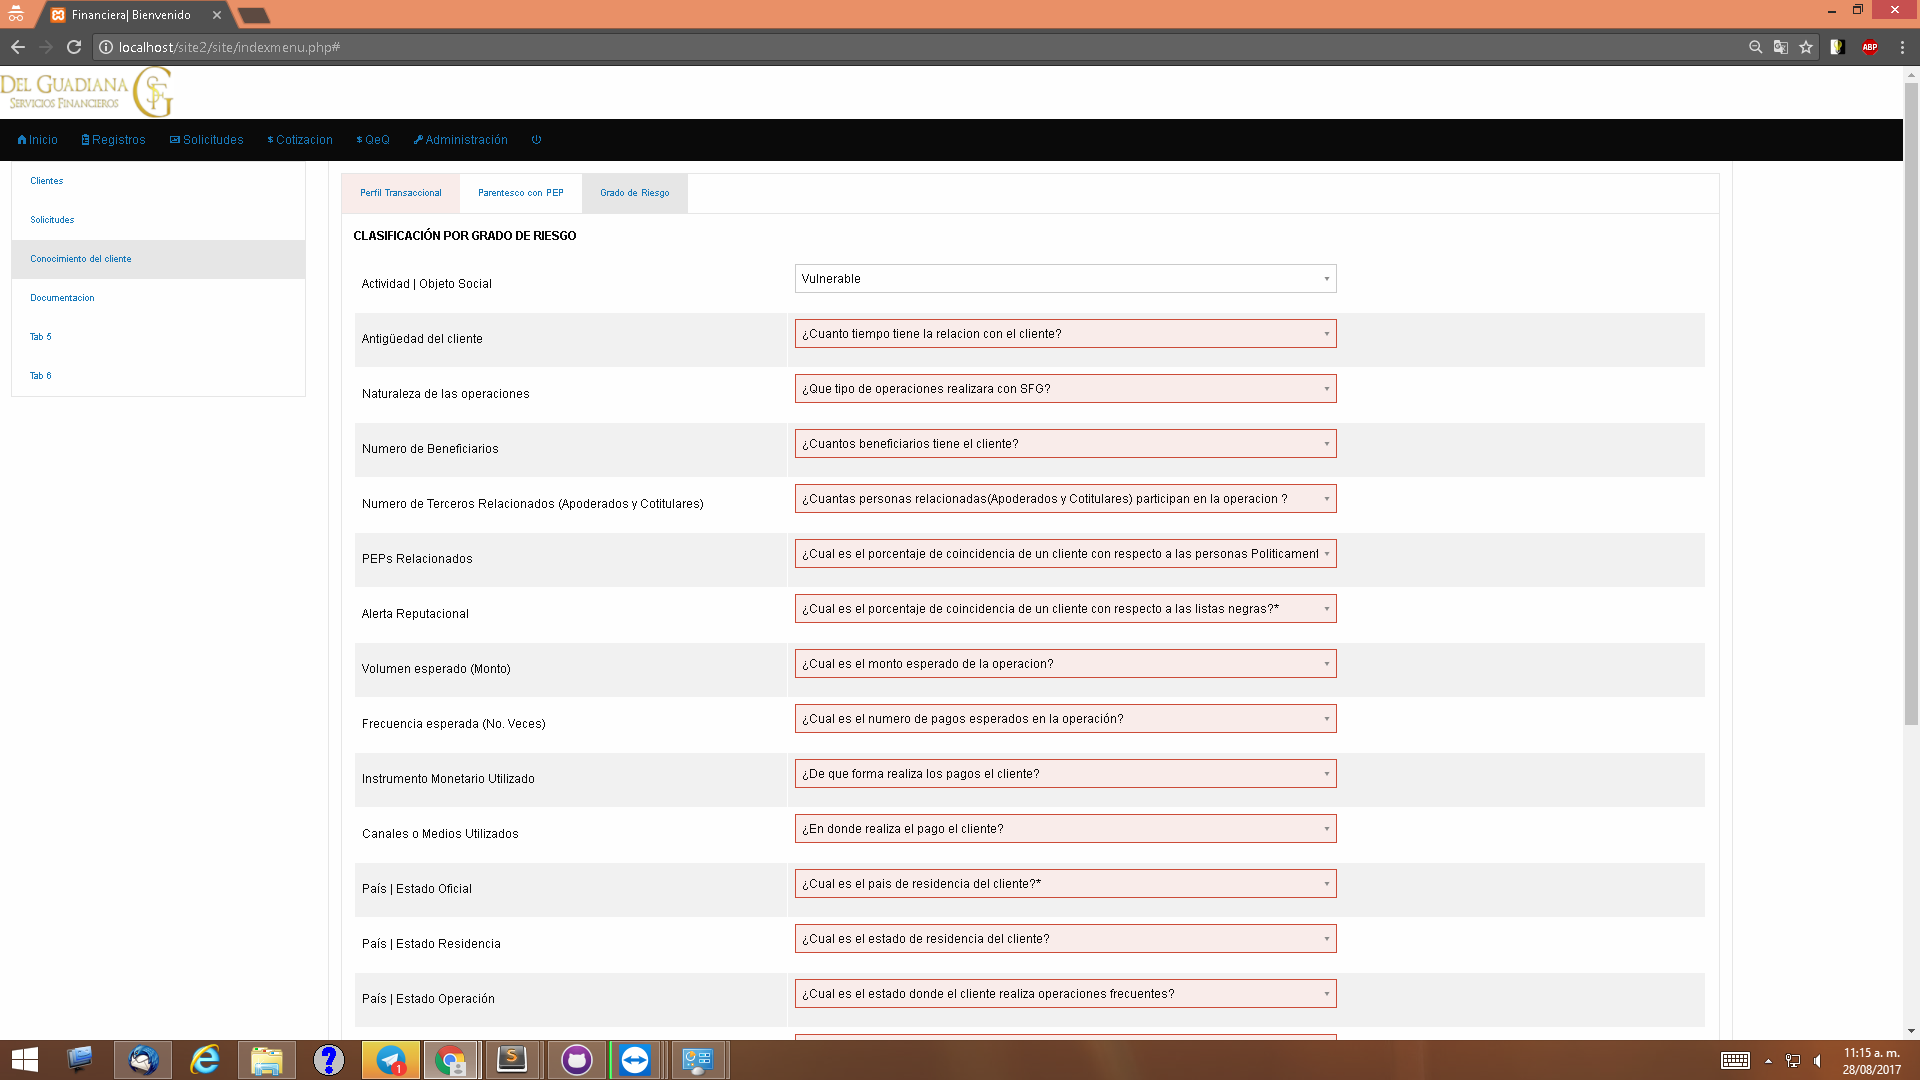 Financiera| Bienvenido
localhost/site2/site/indexmenu.php#
ABP
DEL GUADIANA
SERVICIOS FINANCIEROS
Inicio
Registros
Solicitudes
$ Cotizacion
$ QeQ
Administración
Clientes
Solicitudes
Conocimiento del cliente
Documentacion
Tab 5
Tab 6
Perfil Transaccional
Parentesco con PEP
Grado de Riesgo
CLASIFICACIÓN POR GRADO DE RIESGO
Actividad | Objeto Social
Vulnerable
Antigüedad del cliente
¿Cuanto tiempo tiene la relacion con el cliente?
Naturaleza de las operaciones
¿Que tipo de operaciones realizara con SFG?
Numero de Beneficiarios
¿Cuantos beneficiarios tiene el cliente?
Numero de Terceros Relacionados (Apoderados y Cotitulares)
¿Cuantas personas relacionadas(Apoderados y Cotitulares) participan en la operacion ?
PEPs Relacionados
¿Cual es el porcentaje de coincidencia de un cliente con respecto a las personas Politicament
Alerta Reputacional
¿Cual es el porcentaje de coincidencia de un cliente con respecto a las listas negras?*
Volumen esperado (Monto)
¿Cual es el monto esperado de la operacion?
Frecuencia esperada (No. Veces)
¿Cual es el numero de pagos esperados en la operación?
Instrumento Monetario Utilizado
¿De que forma realiza los pagos el cliente?
Canales o Medios Utilizados
¿En donde realiza el pago el cliente?
País | Estado Oficial
¿Cual es el pais de residencia del cliente?*
País | Estado Residencia
¿Cual es el estado de residencia del cliente?
País | Estado Operación
¿Cual es el estado donde el cliente realiza operaciones frecuentes?
1
11:15 a. m.
28/08/2017